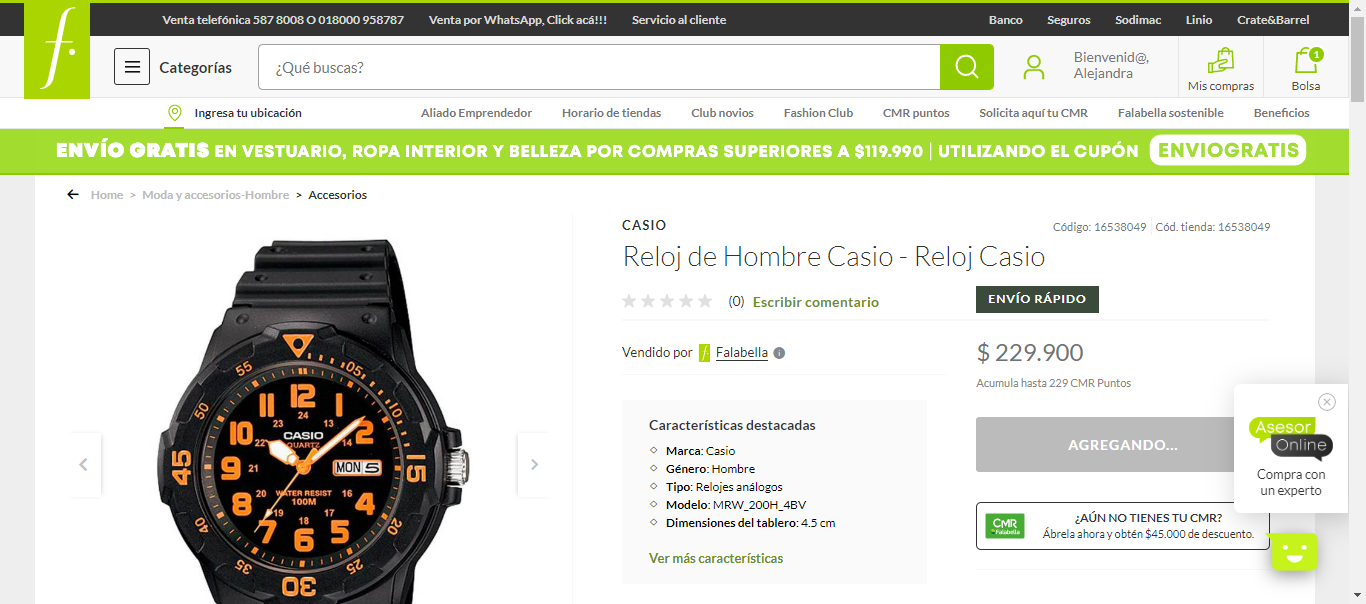 Venta telefónica 587 8008 O 018000 958787 Venta por WhatsApp, Click acá!!! Servicio al cliente Banco Seguros Sodimac Linio Crate&Barrel
f.
Categorías
¿Qué buscas?
Bienvenid@,
Alejandra
Mis compras
1
Bolsa
Ingresa tu ubicación Aliado Emprendedor Horario de tiendas Club novios Fashion Club CMR puntos Solicita aquí tu CMR Falabella sostenible Beneficios
ENVÍO GRATIS EN VESTUARIO, ROPA INTERIOR Y BELLEZA POR COMPRAS SUPERIORES A $119.990 | UTILIZANDO EL CUPÓN ENVIOGRATIS
Home > Moda y accesorios-Hombre > Accesorios
CASIO
Código: 16538049 Cód. tienda: 16538049
Reloj de Hombre Casio - Reloj Casio
(0) Escribir comentario
ENVÍO RÁPIDO
Vendido por f Falabella i
$ 229.900
Acumula hasta 229 CMR Puntos
Características destacadas
Marca: Casio
Género: Hombre
Tipo: Relojes análogos
Modelo: MRW_200H_4BV
Dimensiones del tablero: 4.5 cm
Ver más características
AGREGANDO...
CMR
Falabella
¿AÚN NO TIENES TU CMR?
Ábrela ahora y obtén $45.000 de descuento.
Asesor
Online
Compra con
un experto
55 05
50 10
45 15
40 20
35 25
30
12 1 2 4 5 6 7 8 9 10 11
24 13 14 16 17 18 19 20 21 22 23
CASIO
QUARTZ
MON 5
WATER RESIST
100M